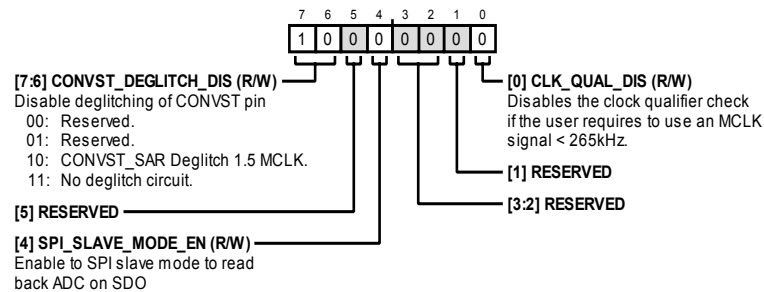 7 6 5 4 3 2 1 0
1 0 0 0 0 0 0 0
[7:6] CONVST_DEGLITCH_DIS (R/W)
Disable deglitching of CONVST pin
00: Reserved.
01: Reserved.
10: CONVST_SAR Deglitch 1.5 MCLK.
11: No deglitch circuit.
[5] RESERVED
[4] SPI_SLAVE_MODE_EN (R/W)
Enable to SPI slave mode to read
back ADC on SDO
[0] CLK_QUAL_DIS (R/W)
Disables the clock qualifier check
if the user requires to use an MCLK
signal < 265kHz.
[1] RESERVED
[3:2] RESERVED